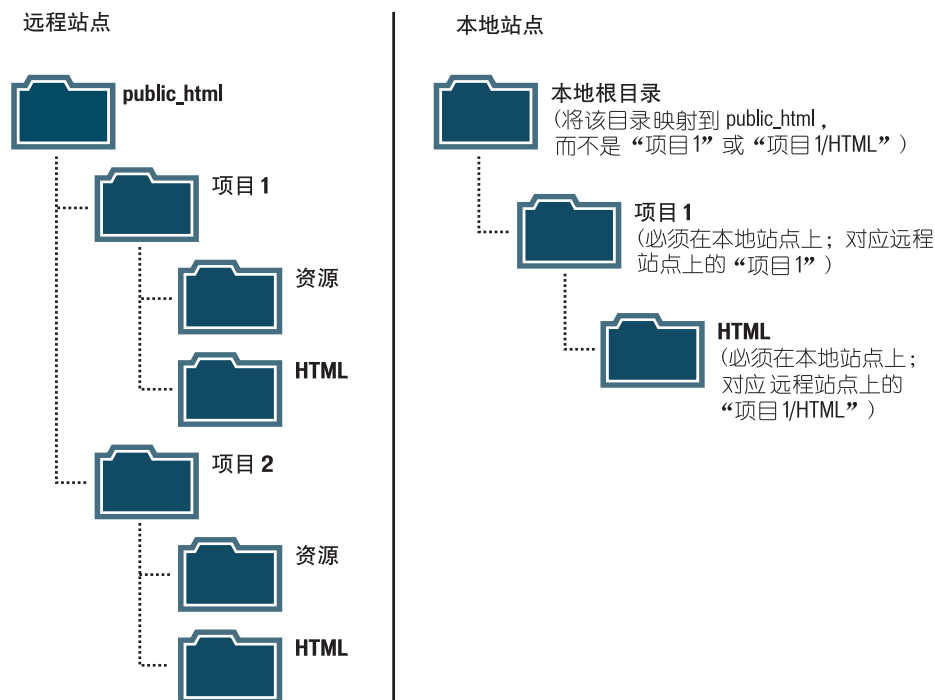 远程站点
public_html
项目 1
资源
HTML
项目 2
资源
HTML
本地站点
本地根目录
（将该目录映射到 public_html，
而不是“项目1”或“项目1/HTML”）
项目 1
（必须在本地站点上；对应远程
站点上的“项目1”）
HTML
（必须在本地站点上；
对应 远程站点上的
“项目1/HTML”）